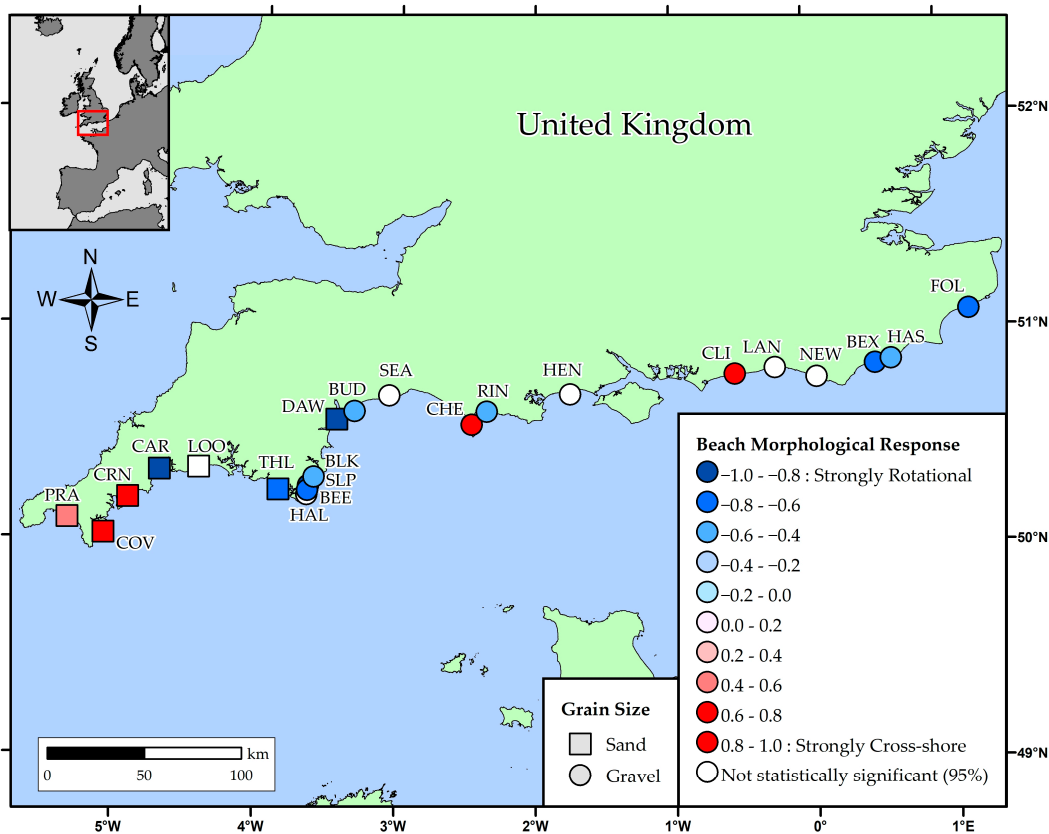 United Kingdom
52°N
N
W E
S
FOL
51°N
HAS
BEX
NEW
LAN
CLI
HEN
SEA
RIN
CHE
BUD
DAW
CAR
LOO
THL
BLK
SLP
BEE
HAL
CRN
PRA
COV
50°N
49°N
Beach Morphological Response
−1.0 - −0.8 : Strongly Rotational
−0.8 - −0.6
−0.6 - −0.4
−0.4 - −0.2
−0.2 - 0.0
0.0 - 0.2
0.2 - 0.4
0.4 - 0.6
0.6 - 0.8
0.8 - 1.0 : Strongly Cross-shore
Not statistically significant (95%)
Grain Size
Sand
Gravel
km
0 50 100
5°W 4°W 3°W 2°W 1°W 0° 1°E